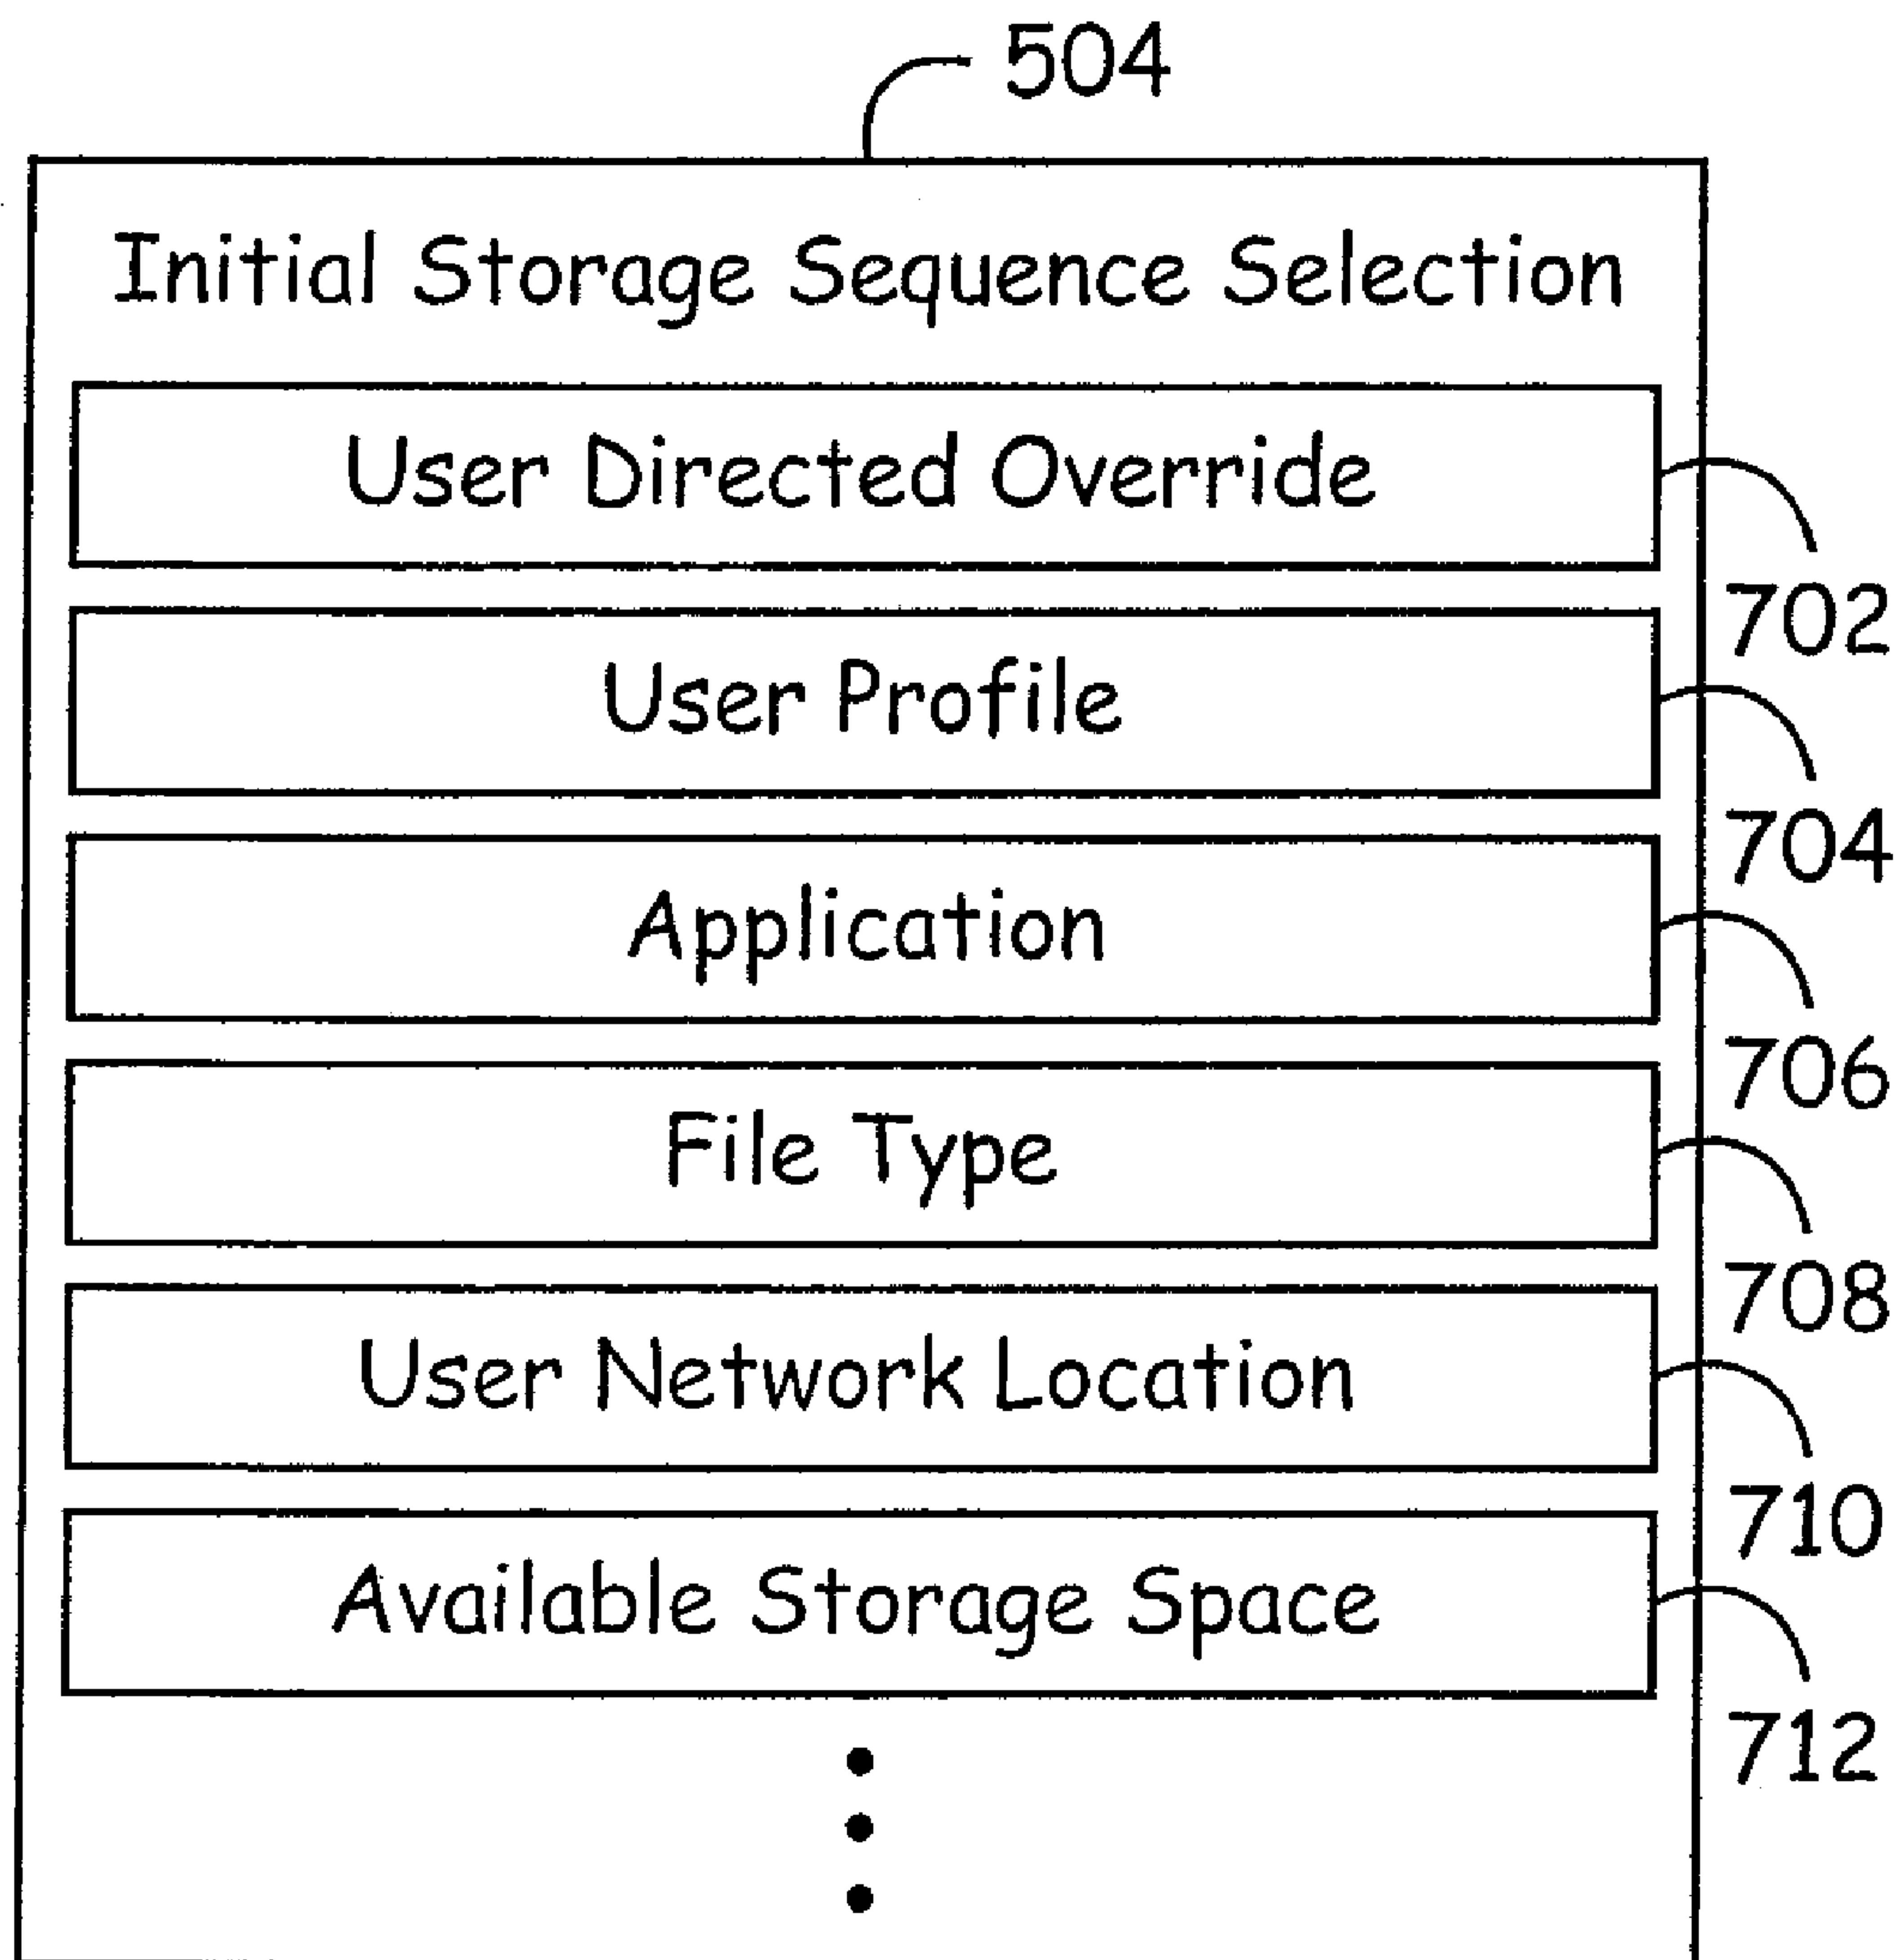 504
Initial Storage Sequence Selection
User Directed Override
702
User Profile
704
Application
706
File Type
708
User Network Location
710
Available Storage Space
712